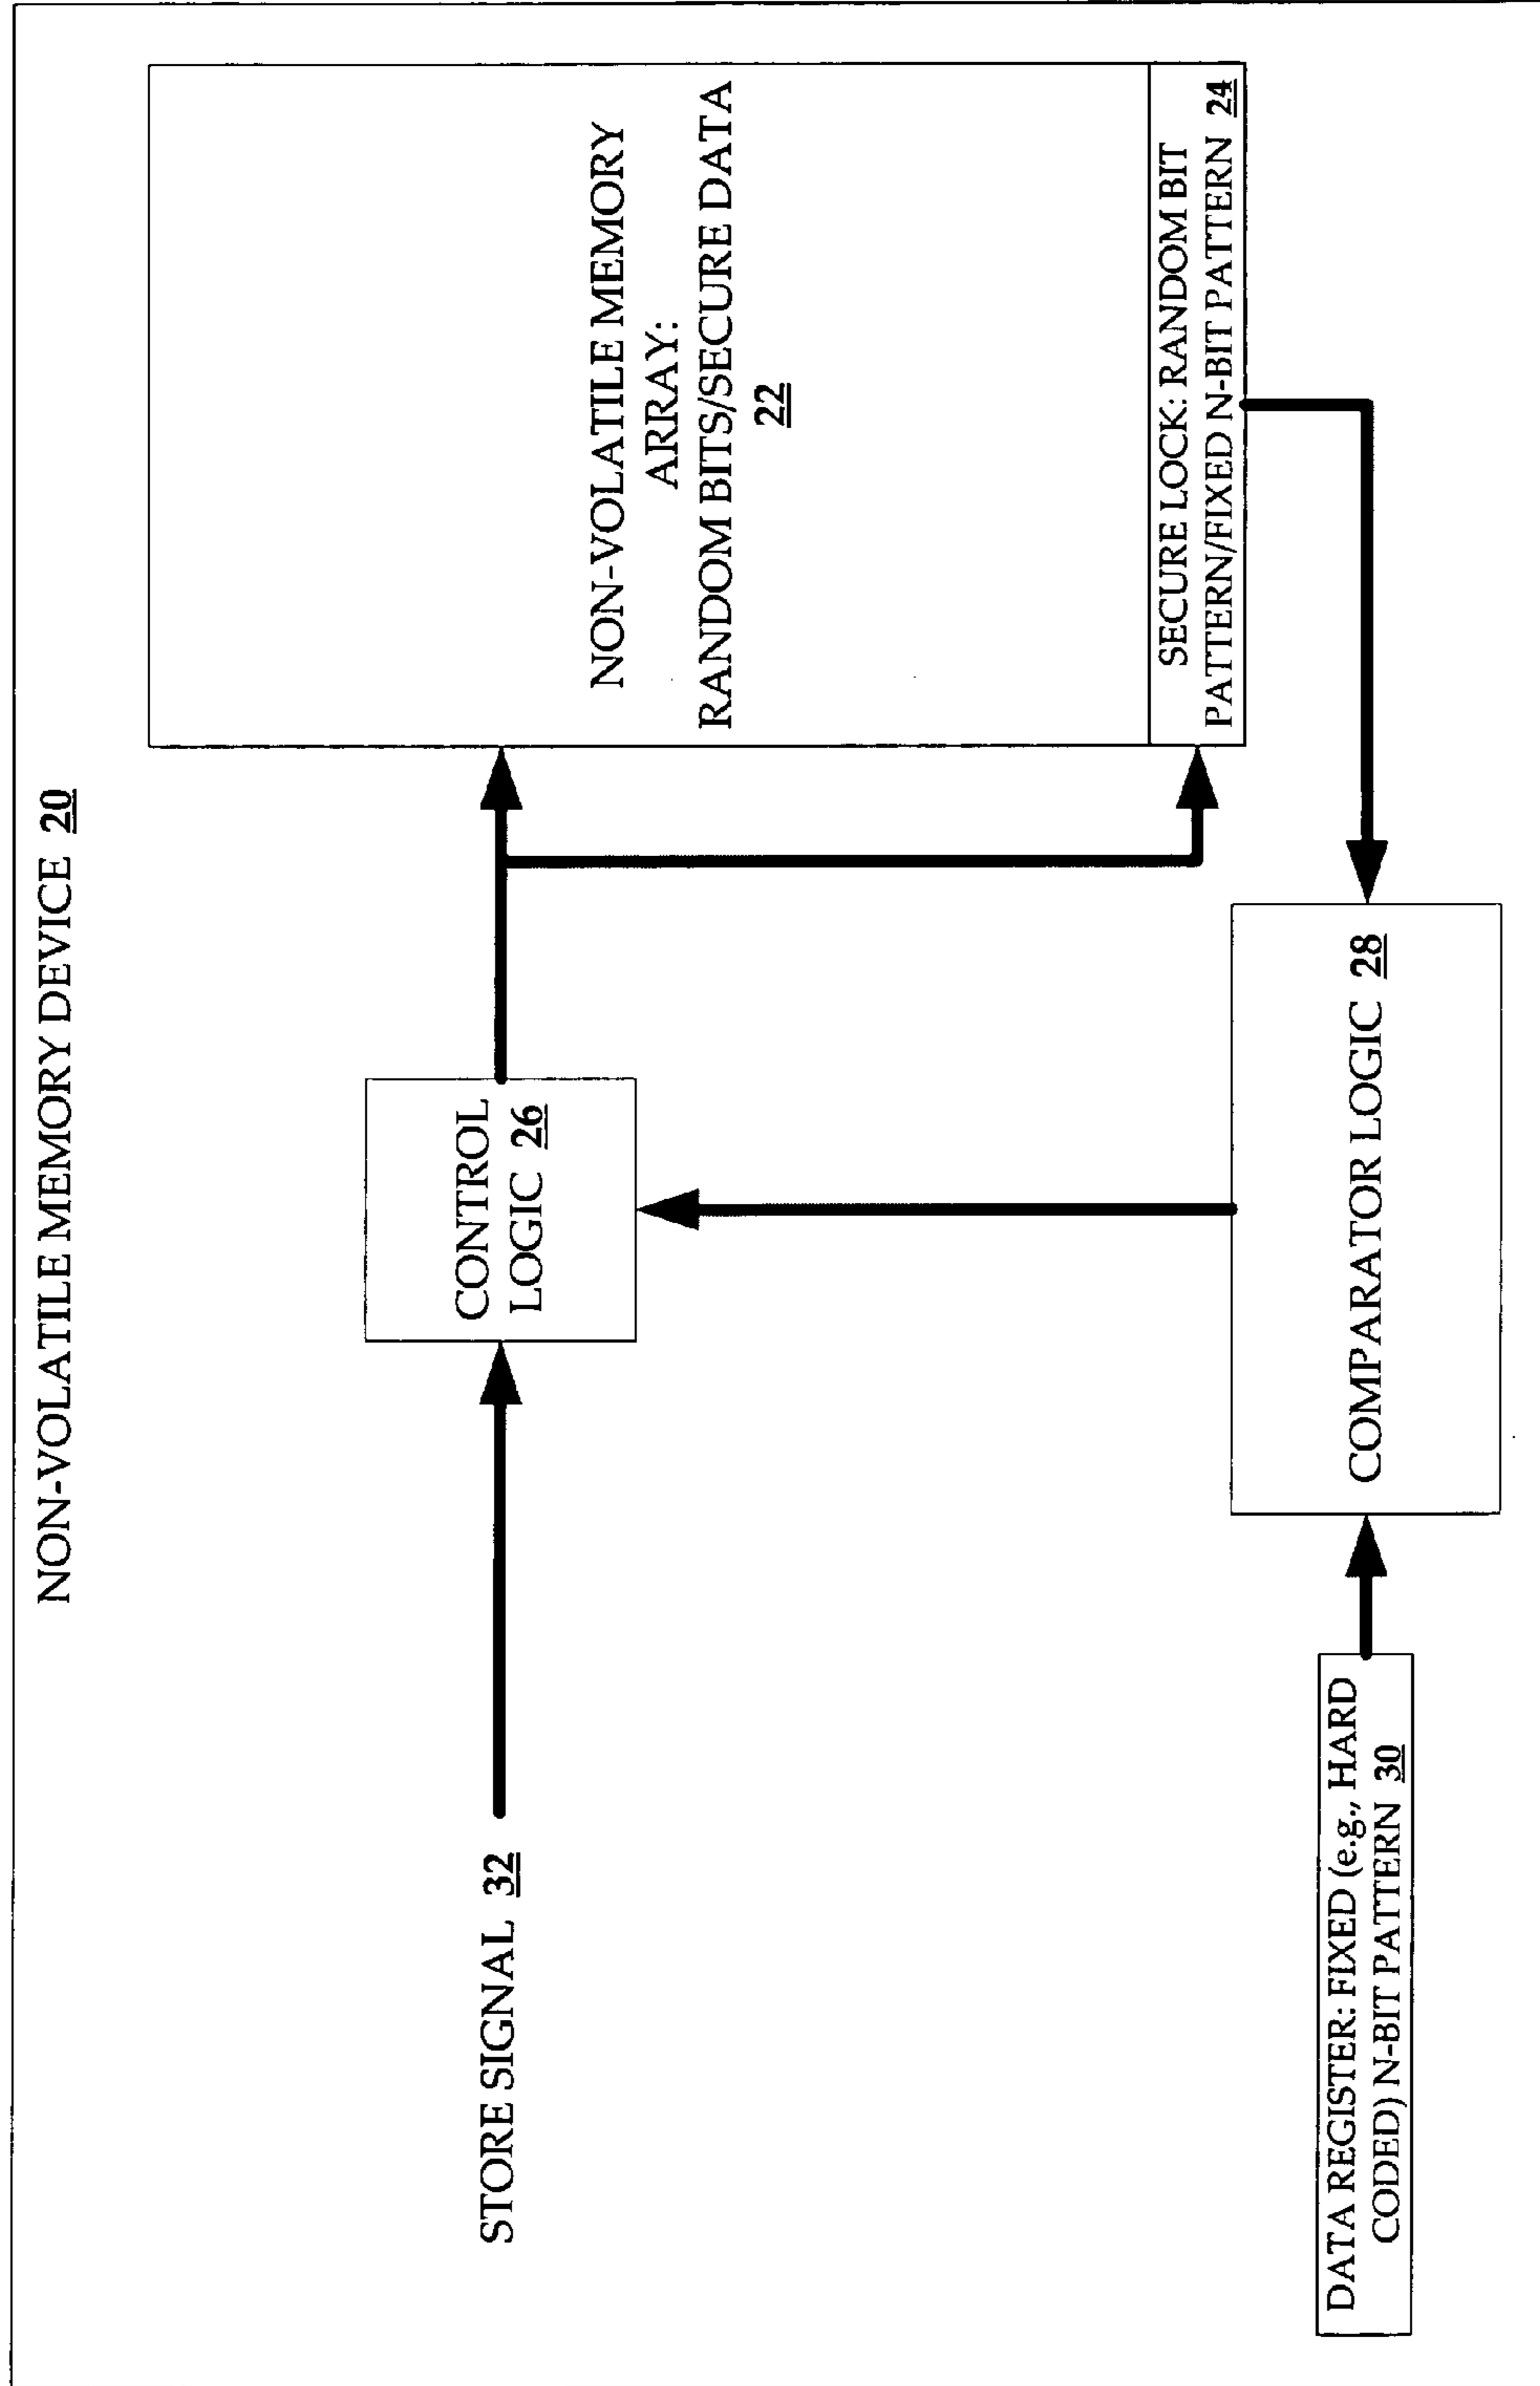 NON-VOLATILE MEMORY DEVICE 20
STORE SIGNAL 32
CONTROL
LOGIC 26
NON-VOLATILE MEMORY
ARRAY:
RANDOM BITS/SECURE DATA
22
SECURE LOCK: RANDOM BIT
PATTERN/FIXED N-BIT PATTERN 24
DATA REGISTER: FIXED (e.g., HARD
CODED) N-BIT PATTERN 30
COMPARATOR LOGIC 28